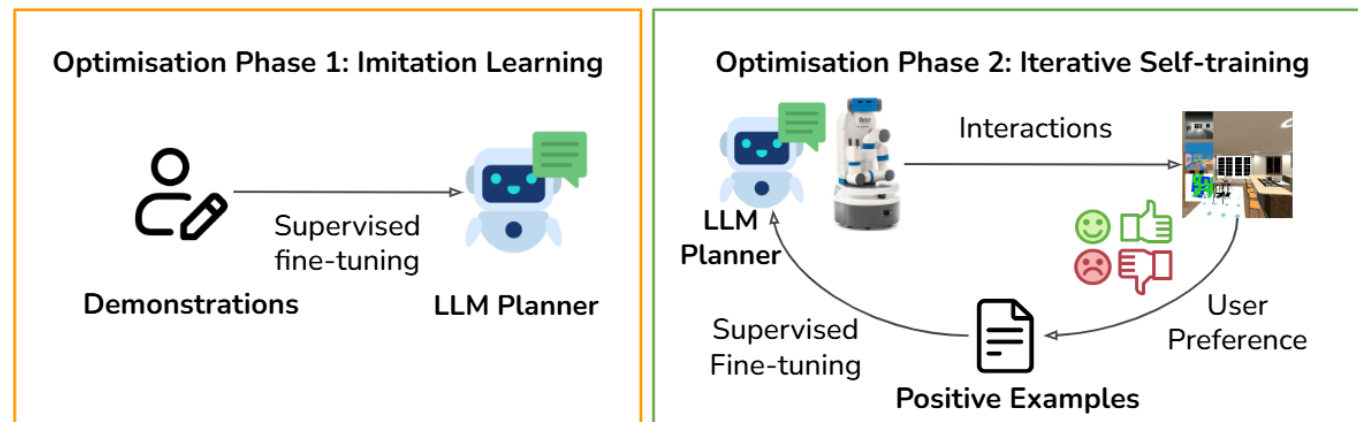 Optimisation Phase 1: Imitation Learning
Supervised
fine-tuning
Demonstrations
LLM Planner
Optimisation Phase 2: Iterative Self-training
Interactions
LLM
Planner
User
Preference
Supervised
Fine-tuning
Positive Examples